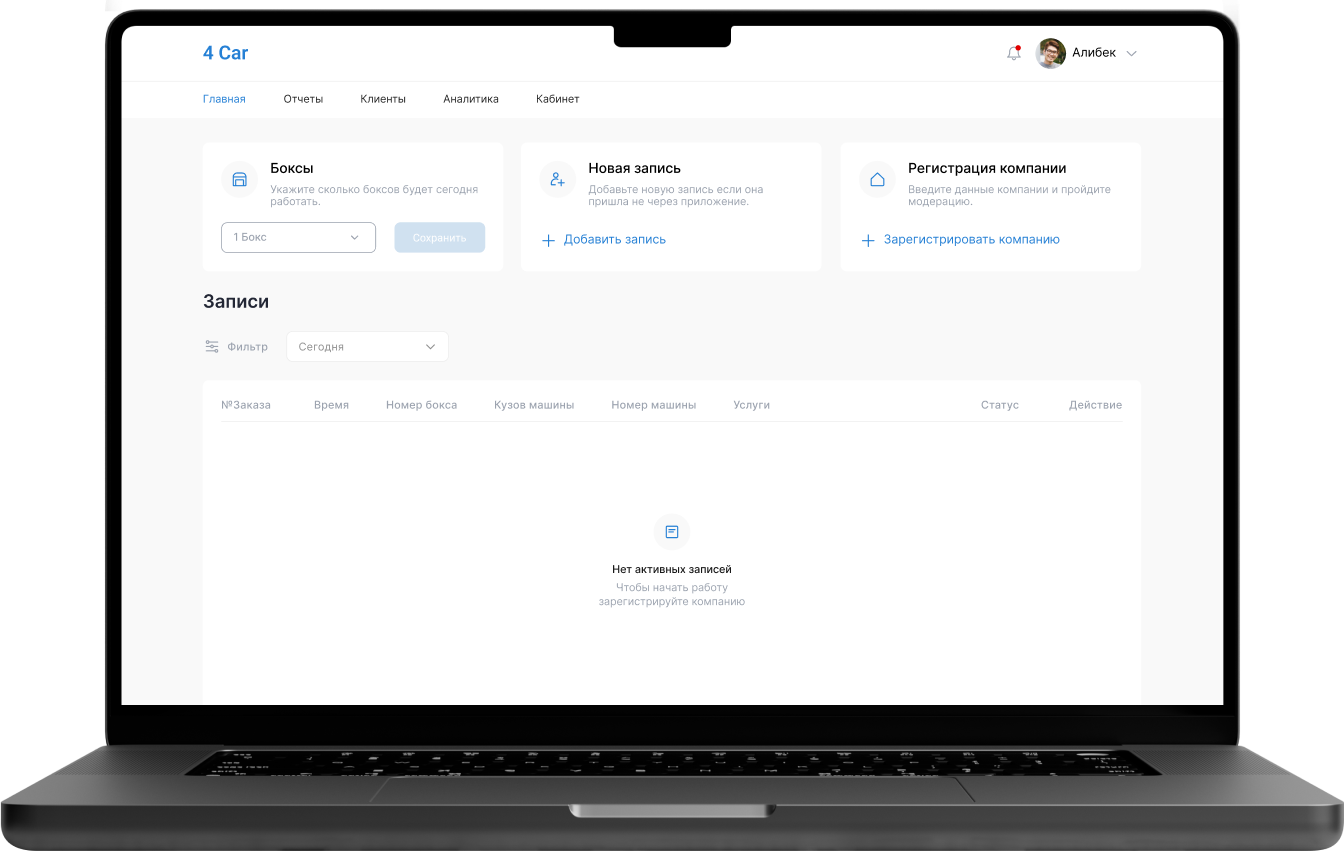 4 Car
Алибек
Главная Отчеты Клиенты Аналитика Кабинет
Боксы
Укажите сколько боксов будет сегодня
работать.
1 Бокс
Сохранить
Новая запись
Добавьте новую запись если она
пришла не через приложение.
Добавить запись
Регистрация компании
Введите данные компании и пройдите
модерацию.
Зарегистрировать компанию
Записи
Фильтр
Сегодня
№Заказа Время Номер бокса Кузов машины Номер машины Услуги Статус Действие
Нет активных записей
Чтобы начать работу
зарегистрируйте компанию